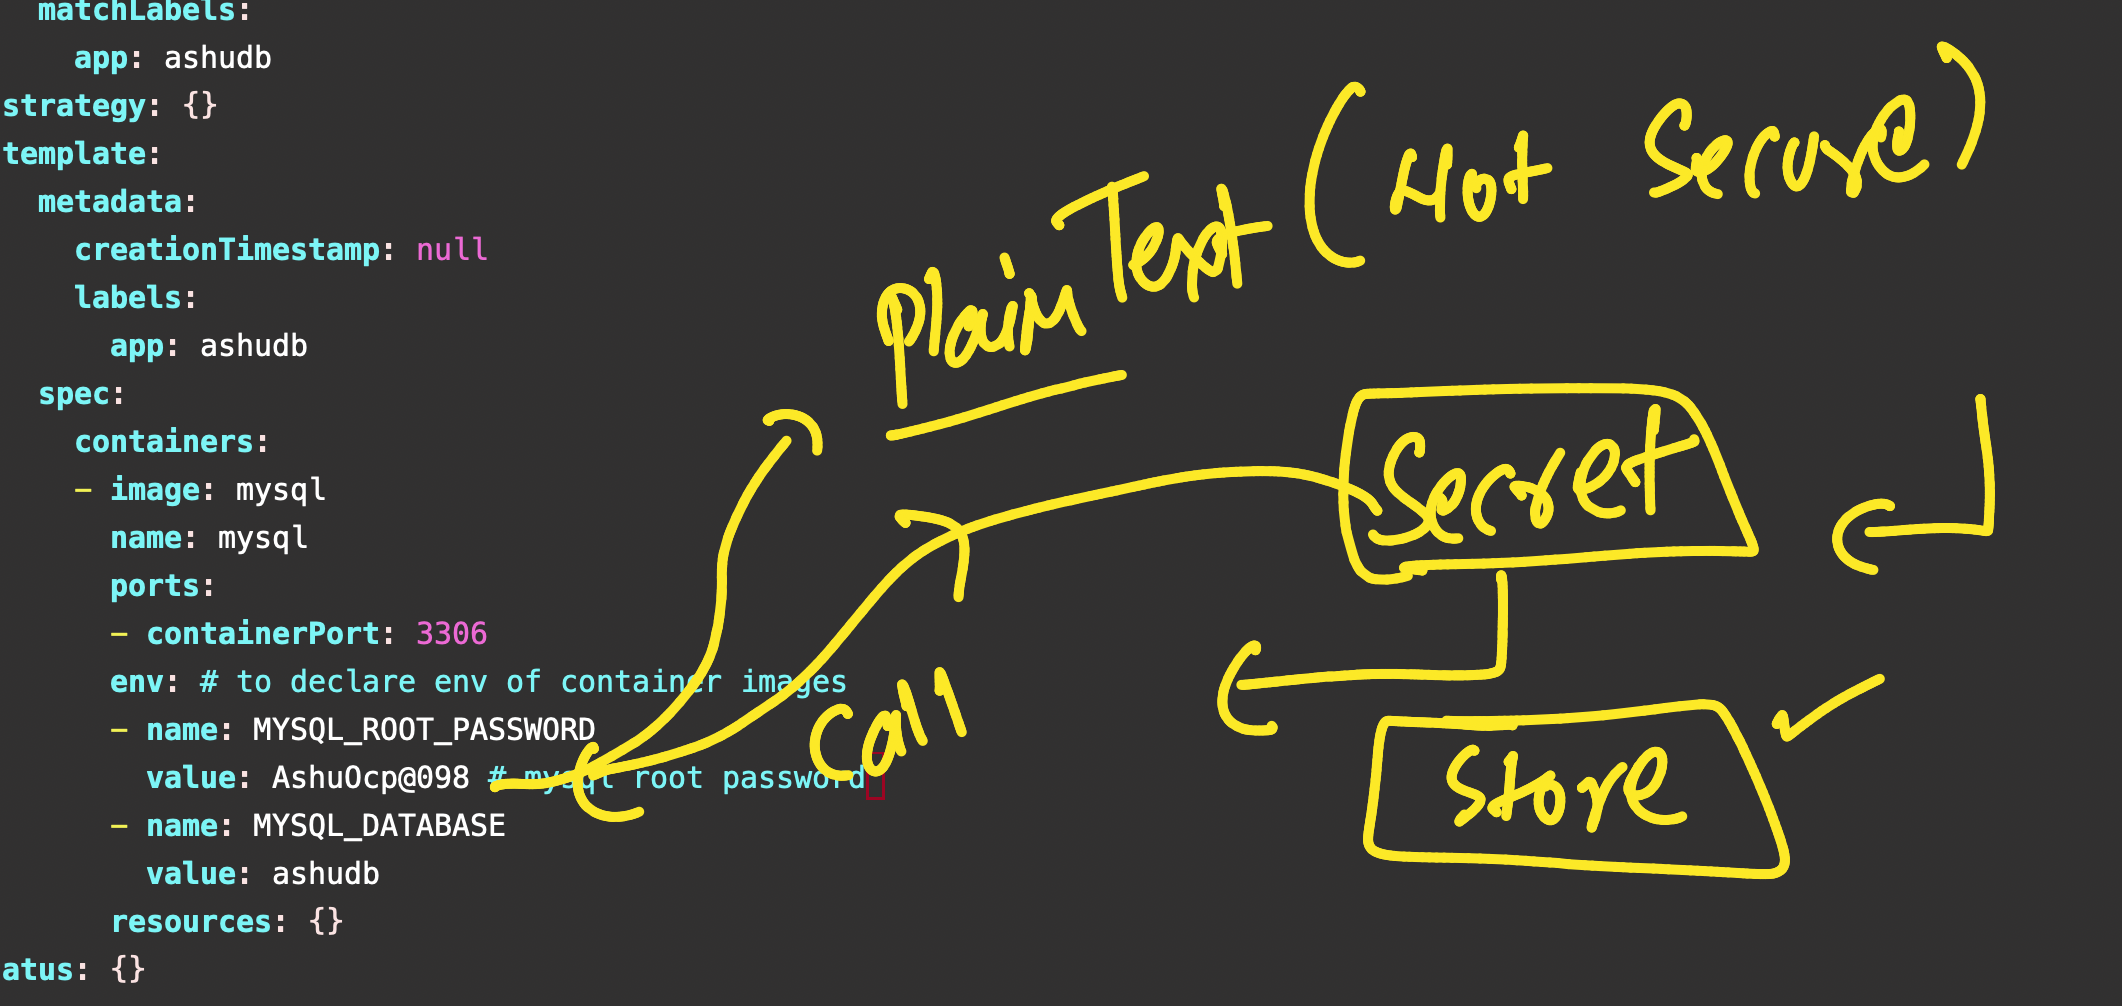 matchLabels:
app: ashudb
strategy: {}
template:
metadata:
creationTimestamp: null
labels:
app: ashudb
spec:
containers:
- image: mysql
name: mysql
ports:
- containerPort: 3306
env: # to declare env of container images
- name: MYSQL_ROOT_PASSWORD
value: AshuOcp@098 # mysql root password
- name: MYSQL_DATABASE
value: ashudb
resources: {}
atus: {}
Plain Text (Not Secure)
Secret
Call
Store